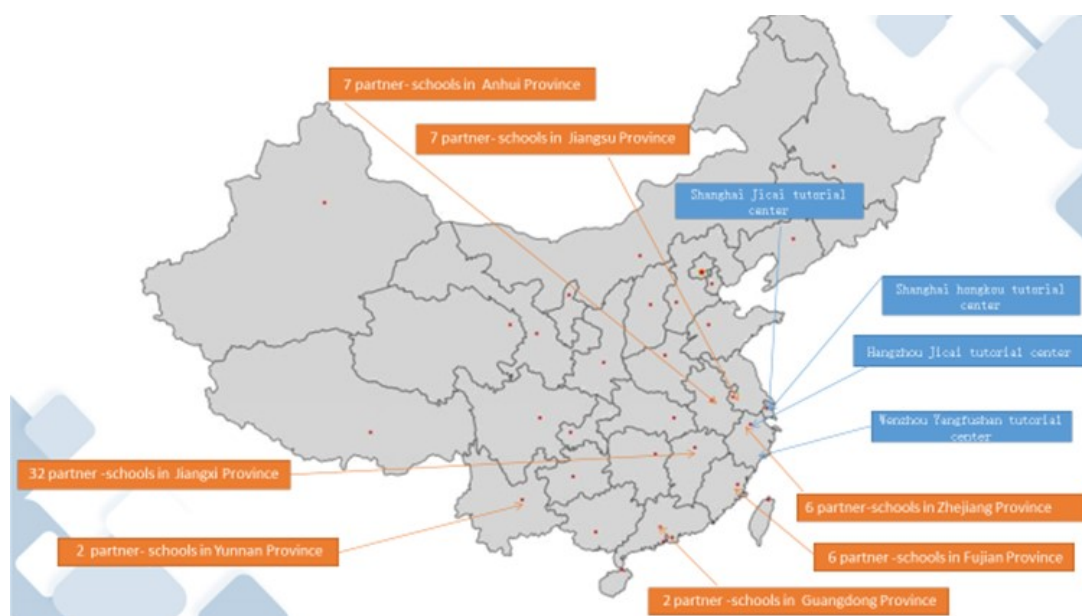 7 partner- schools in Anhui Province
7 partner- schools in Jiangsu Province
Shanghai Jicai tutorial
center
Shanghai hongkou tutorial
center
Hangzhou Jicai tutorial center
Wenzhou Yangfushan tutorial
center
32 partner -schools in Jiangxi Province
6 partner-schools in Zhejiang Province
2 partner- schools in Yunnan Province
6 partner -schools in Fujian Province
2 partner -schools in Guangdong Province